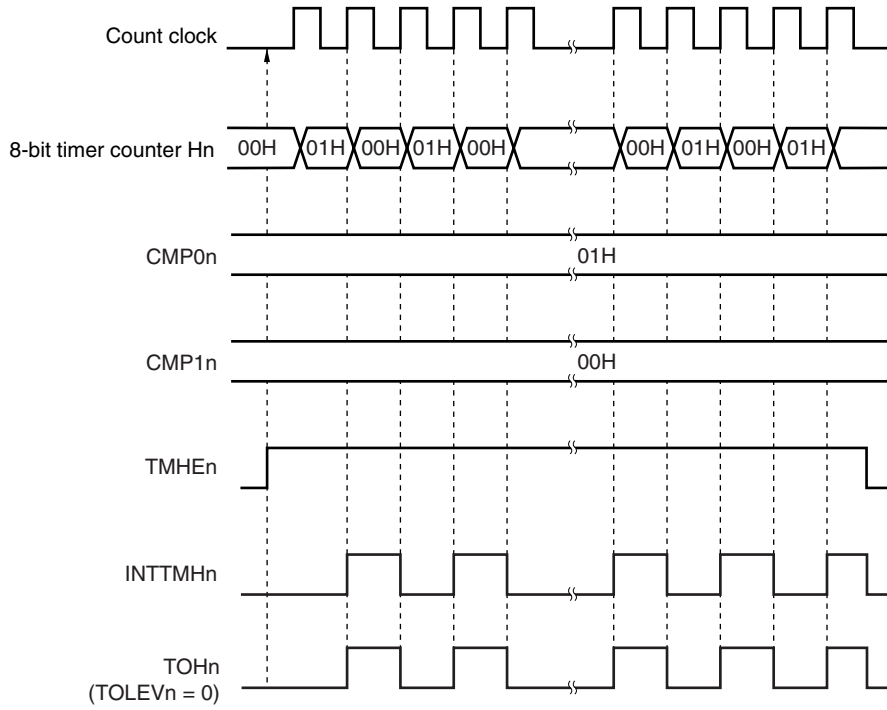 Count clock
8-bit timer counter Hn 00H 01H 00H 01H 00H 00H 01H 00H 01H
CMP0n 01H
CMP1n 00H
TMHEn
INTTMHn
TOHn
(TOLEVn = 0)